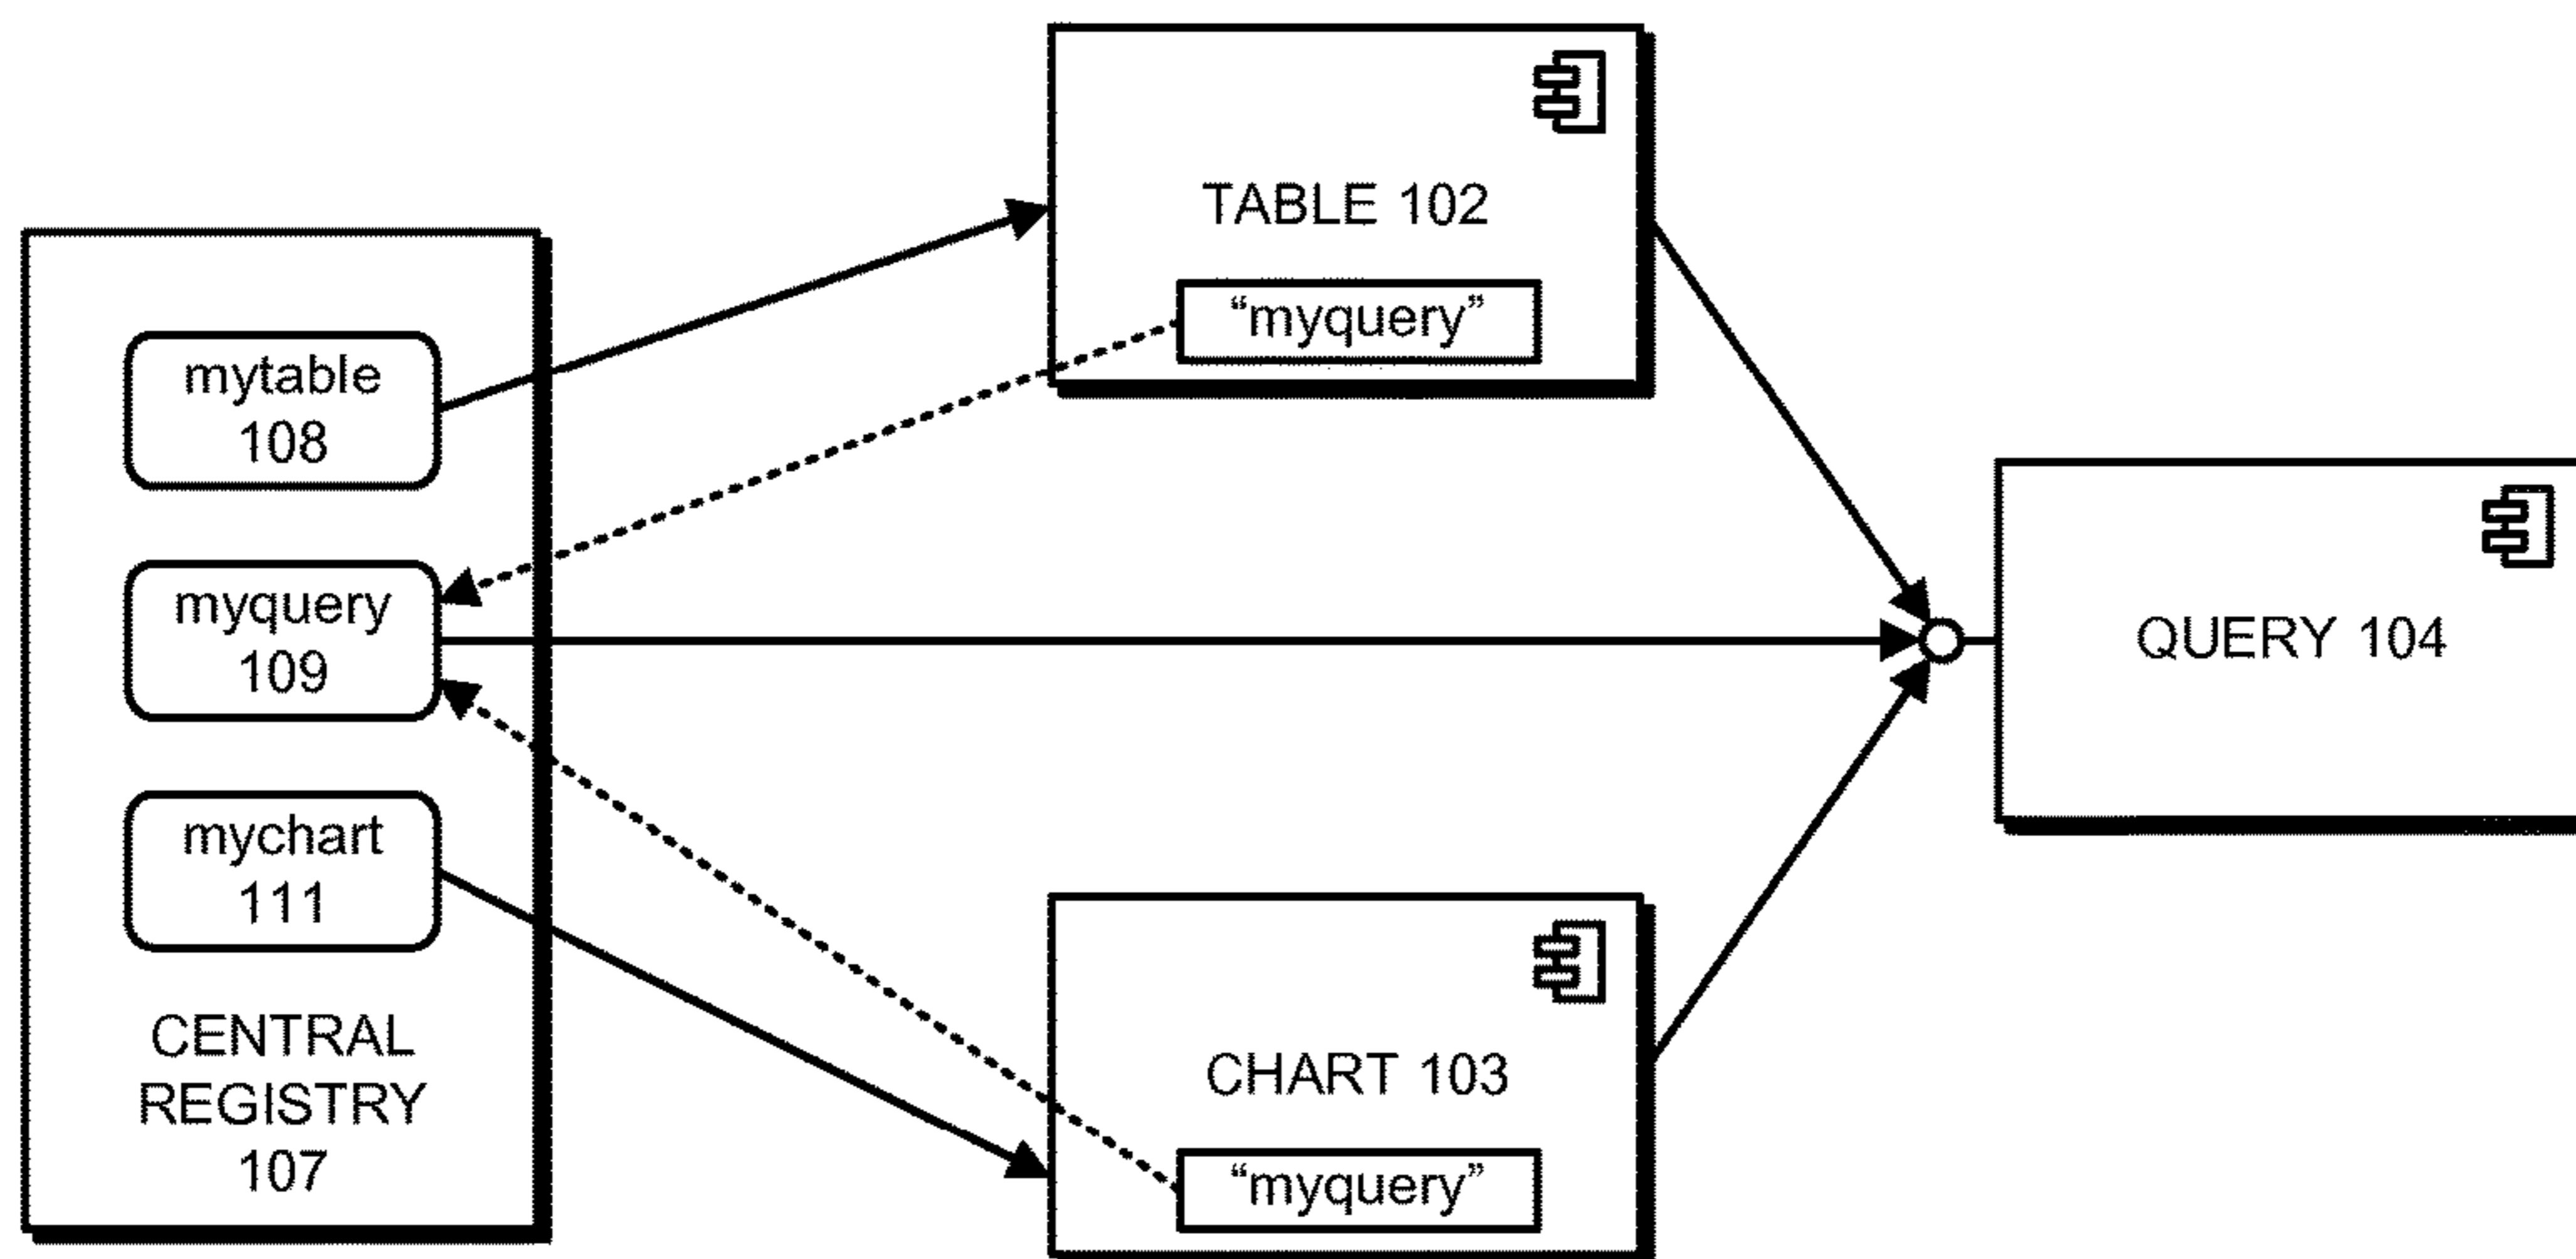 TABLE 102
“myquery”
mytable
108
myquery
109
mychart
111
CENTRAL
REGISTRY
107
QUERY 104
CHART 103
“myquery”